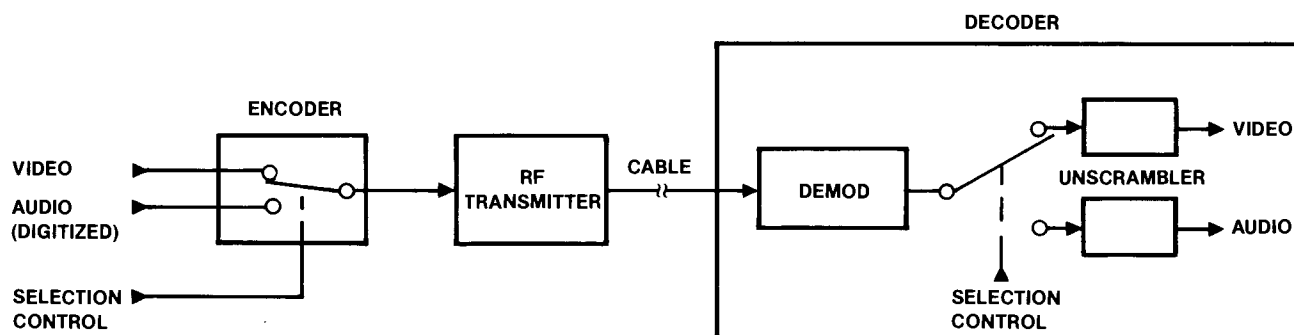 DECODER
ENCODER
VIDEO
AUDIO
(DIGITIZED)
SELECTION
CONTROL
RF
TRANSMITTER
CABLE
DEMOD
VIDEO
UNSCRAMBLER
AUDIO
SELECTION
CONTROL